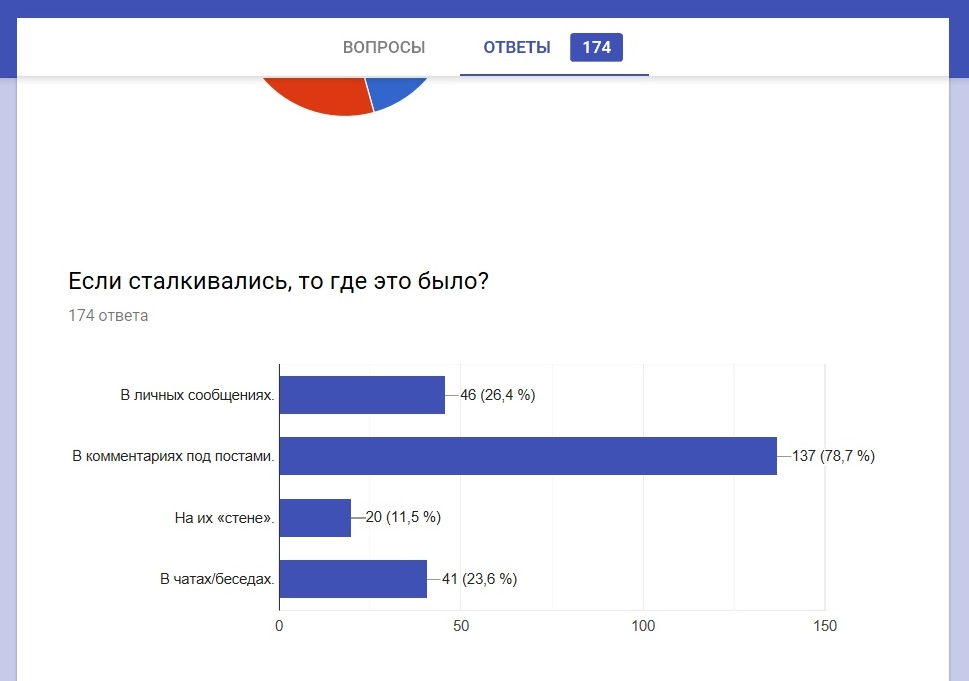 ВОПРОСЫ ОТВЕТЫ 174
Если сталкивались, то где это было?
174 ответа
В личных сообщениях. 46 (26,4 %)
В комментариях под постами. 137 (78,7 %)
На их «стене». 20 (11,5 %)
В чатах/беседах. 41 (23,6 %)
0 50 100 150